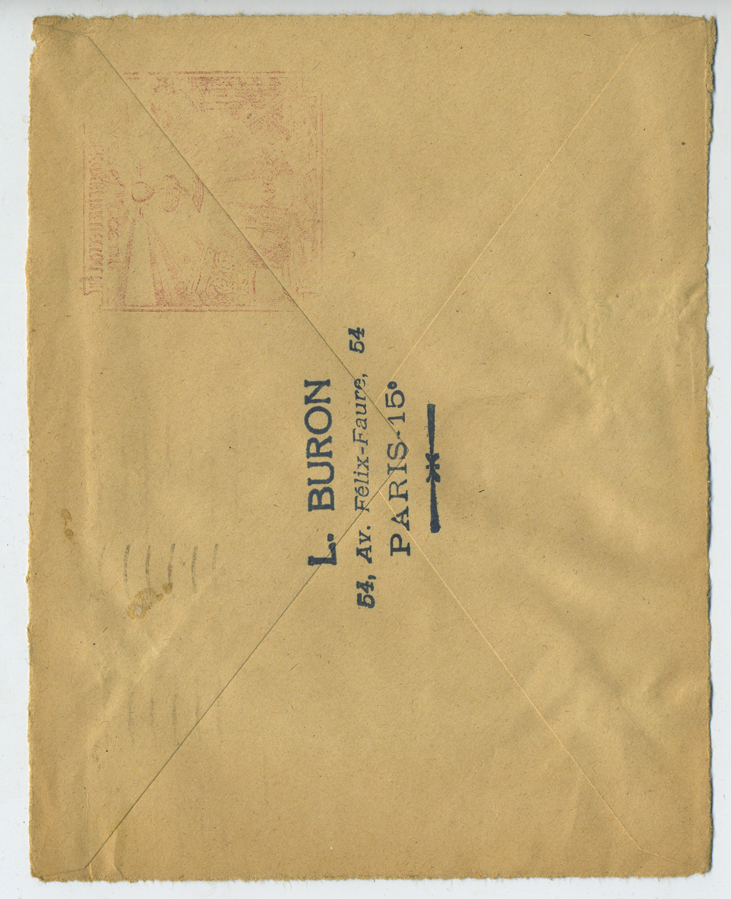 L. BURON
54, Av. Félix-Faure, 54
PARIS-15e